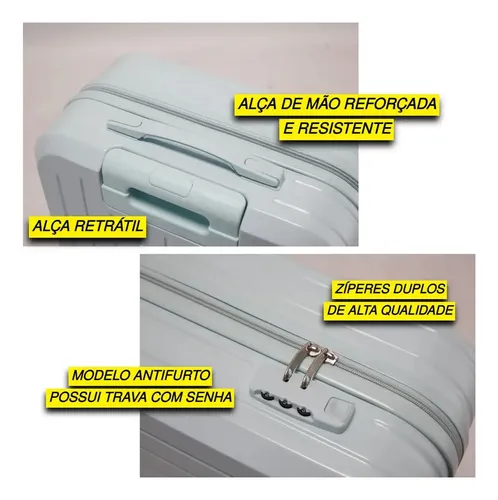 ALÇA DE MÃO REFORÇADA
E RESISTENTE
ALÇA RETRÁTIL
ZÍPERES DUPLOS
DE ALTA QUALIDADE
MODELO ANTIFURTO
POSSUI TRAVA COM SENHA